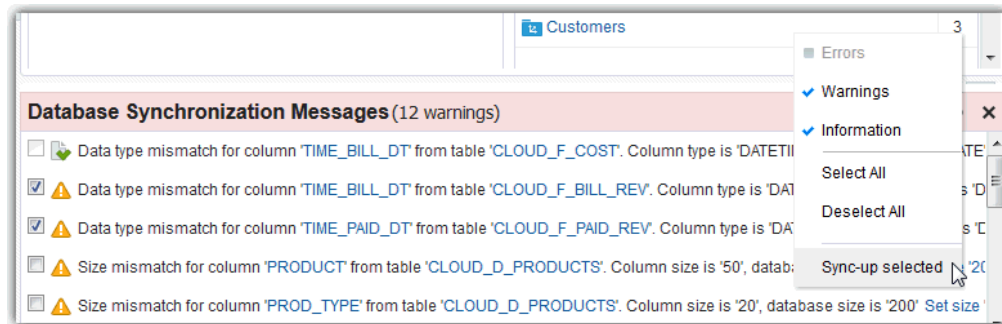 Customers 3
Errors
Warnings
Information
Select All
Deselect All
Sync-up selected
Database Synchronization Messages (12 warnings)
Data type mismatch for column 'TIME_BILL_DT' from table 'CLOUD_F_COST'. Column type is 'DATETI
Data type mismatch for column 'TIME_BILL_DT' from table 'CLOUD_F_BILL_REV'. Column type is 'DAT s 'D
Data type mismatch for column 'TIME_PAID_DT' from table 'CLOUD_F_PAID_REV'. Column type is 'DA
Size mismatch for column 'PRODUCT' from table 'CLOUD_D_PRODUCTS'. Column size is '50', datab
Size mismatch for column 'PROD_TYPE' from table 'CLOUD_D_PRODUCTS'. Column size is '20', database size is '200' Set size '